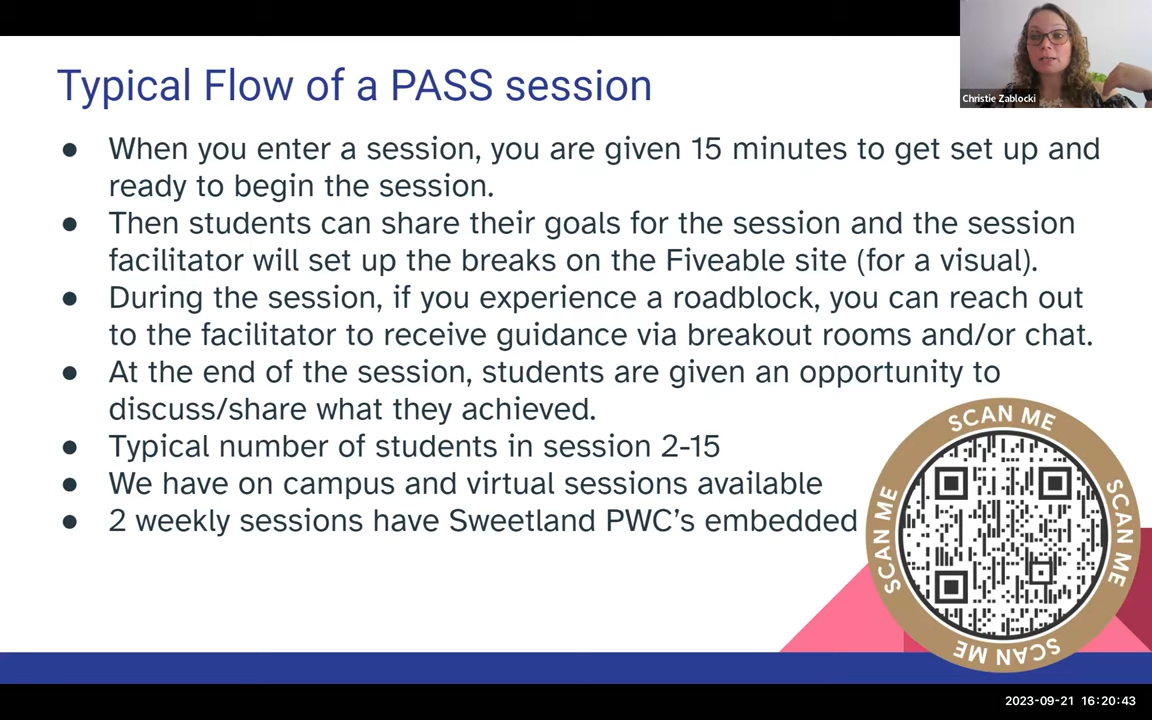 Typical Flow of a PASS session
Christie Zablocki
● When you enter a session, you are given 15 minutes to get set up and
ready to begin the session.
● Then students can share their goals for the session and the session
facilitator will set up the breaks on the Fiveable site (for a visual).
● During the session, if you experience a roadblock, you can reach out
to the facilitator to receive guidance via breakout rooms and/or chat.
● At the end of the session, students are given an opportunity to
discuss/share what they achieved.
● Typical number of students in session 2-15
● We have on campus and virtual sessions available
● 2 weekly sessions have Sweetland PWC’s embedded
SCAN ME
SCAN ME
SCAN ME
SCAN ME
2023-09-21 16:20:43